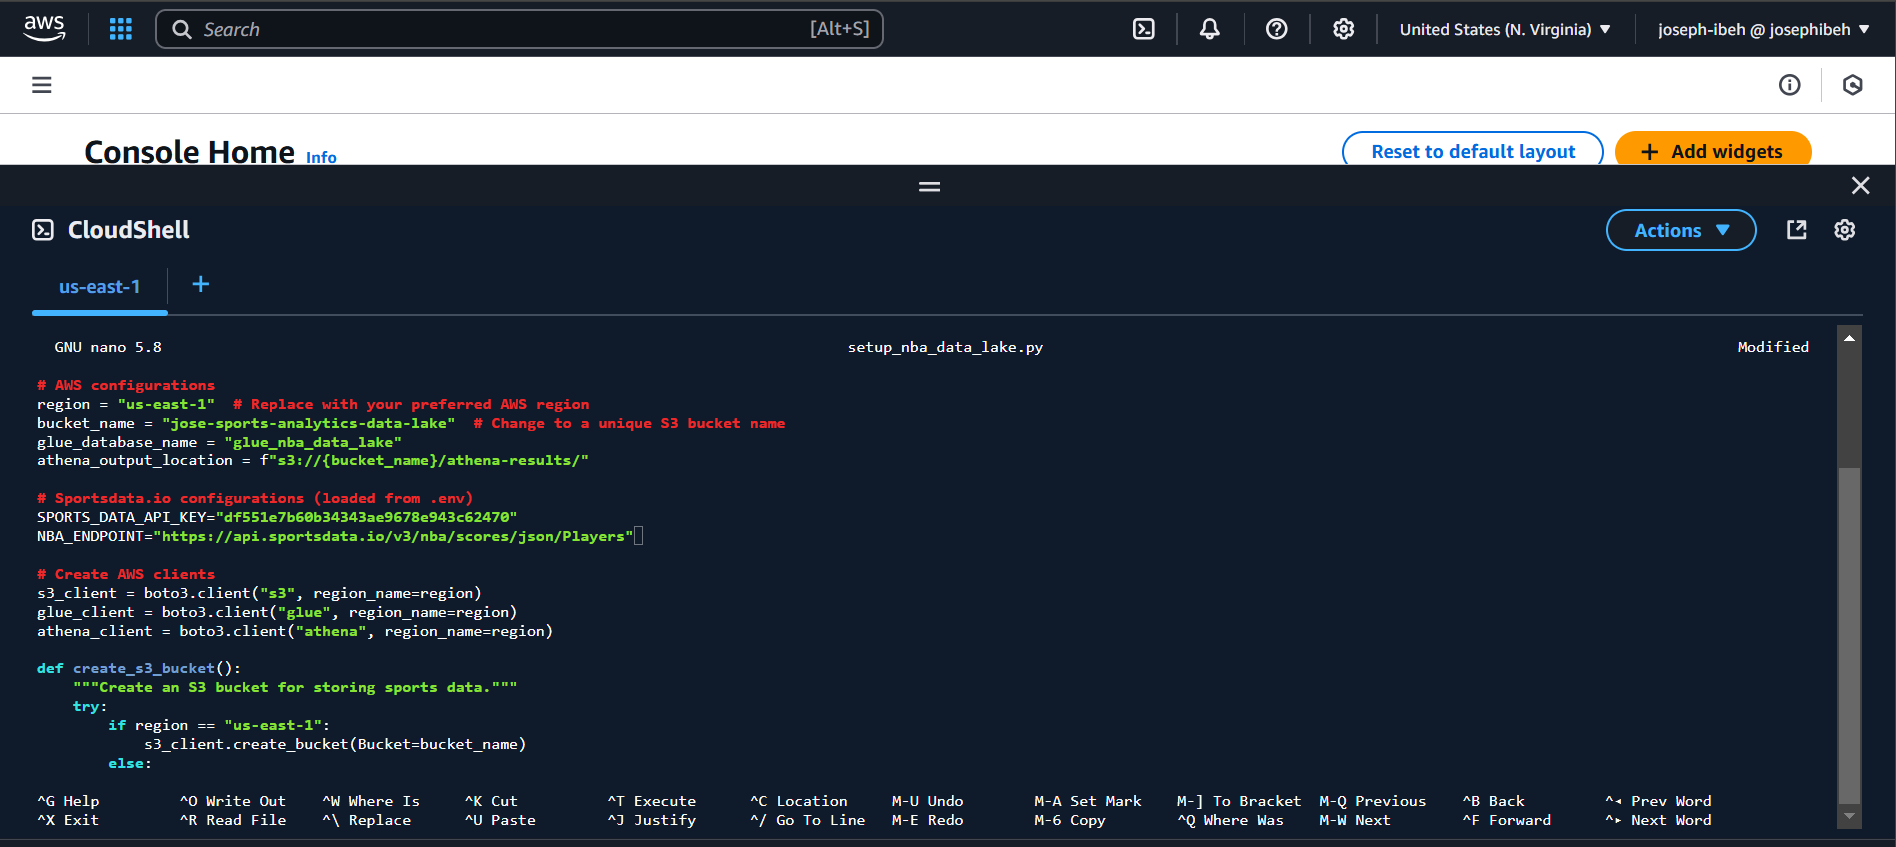 aws Search [Alt+S] United States (N. Virginia) joseph-ibeh @ josephibeh
Console Home Info Reset to default layout + Add widgets
CloudShell Actions
us-east-1 +
GNU nano 5.8 setup_nba_data_lake.py Modified
# AWS configurations
region = "us-east-1"  # Replace with your preferred AWS region
bucket_name = "jose-sports-analytics-data-lake"  # Change to a unique S3 bucket name
glue_database_name = "glue_nba_data_lake"
athena_output_location = f"s3://{bucket_name}/athena-results/"
# Sportsdata.io configurations (loaded from .env)
SPORTS_DATA_API_KEY="df551e7b60b34343ae9678e943c62470"
NBA_ENDPOINT="https://api.sportsdata.io/v3/nba/scores/json/Players"
# Create AWS clients
s3_client = boto3.client("s3", region_name=region)
glue_client = boto3.client("glue", region_name=region)
athena_client = boto3.client("athena", region_name=region)
def create_s3_bucket():
    """Create an S3 bucket for storing sports data."""
    try:
        if region == "us-east-1":
            s3_client.create_bucket(Bucket=bucket_name)
        else:
^G Help ^O Write Out ^W Where Is ^K Cut ^T Execute ^C Location M-U Undo M-A Set Mark M-] To Bracket M-Q Previous ^B Back ^◂ Prev Word
^X Exit ^R Read File ^\ Replace ^U Paste ^J Justify ^/ Go To Line M-E Redo M-6 Copy ^Q Where Was M-W Next ^F Forward ^▸ Next Word